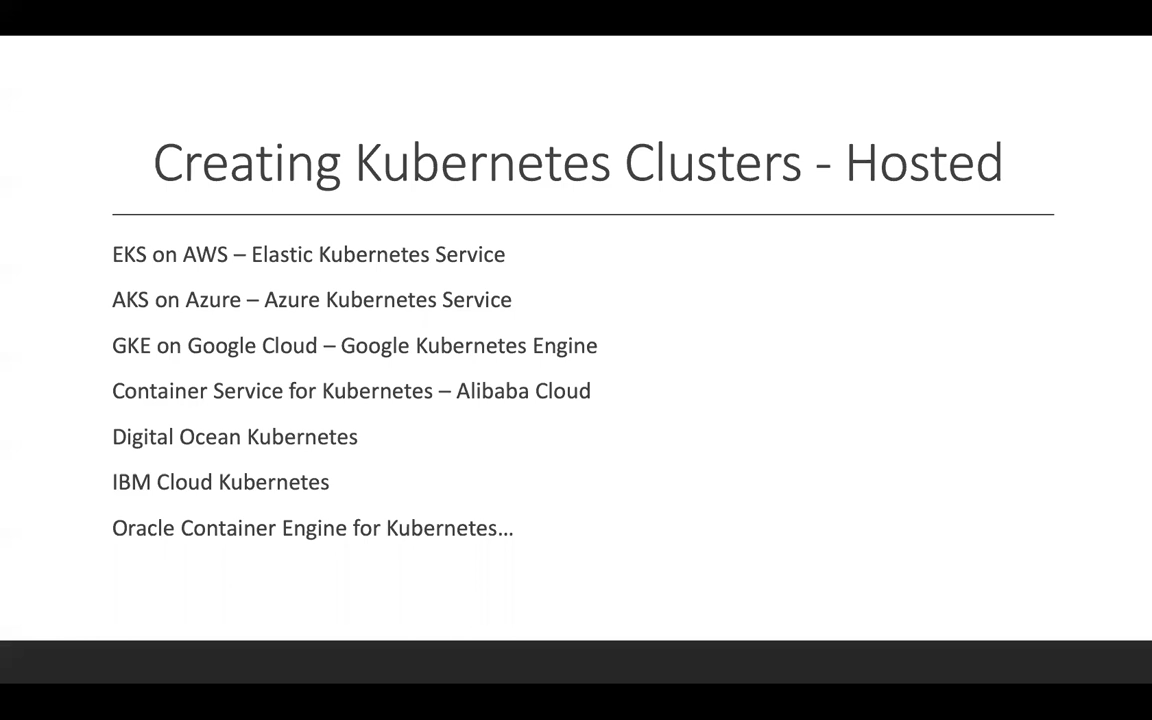 Creating Kubernetes Clusters - Hosted
EKS on AWS – Elastic Kubernetes Service
AKS on Azure – Azure Kubernetes Service
GKE on Google Cloud – Google Kubernetes Engine
Container Service for Kubernetes – Alibaba Cloud
Digital Ocean Kubernetes
IBM Cloud Kubernetes
Oracle Container Engine for Kubernetes…